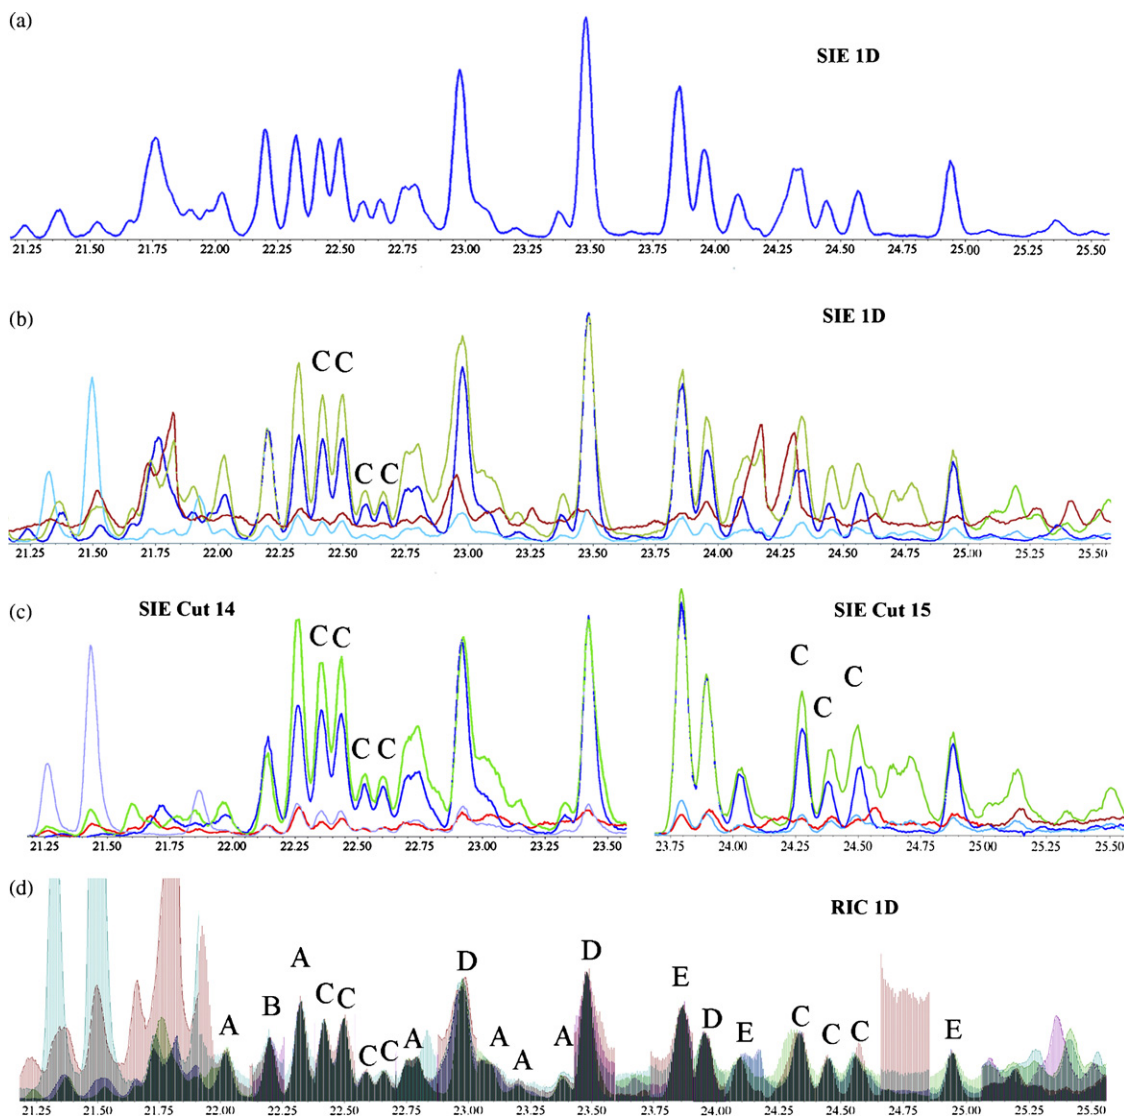 (a)
SIE 1D
21.25 21.50 21.75 22.00 22.25 22.50 22.80 23.00 23.25 23.5 23.75 24.00 24.25 24.50 24.75 25.00 25.25 25.50
(b)
SIE 1D
C C
C C
21.25 21.50 21.75 22.00 22.25 22.50 22.80 23.00 23.25 23.50 23.75 24.00 24.25 24.50 24.75 25.00 25.25 25.50
(c)
SIE Cut 14 SIE Cut 15
C C C C
C C C
21.25 21.50 21.75 22.00 22.25 22.50 22.75 23.00 23.25 23.50 23.75 24.00 24.25 24.50 24.75 25.00 25.25 25.50
(d)
RIC 1D
A B A C C C C A D A A A D E D E C C C E
21.25 21.50 21.75 22.00 22.25 22.50 22.80 23.00 23.25 23.5 23.75 24.00 24.25 24.50 24.75 25.00 25.25 25.50